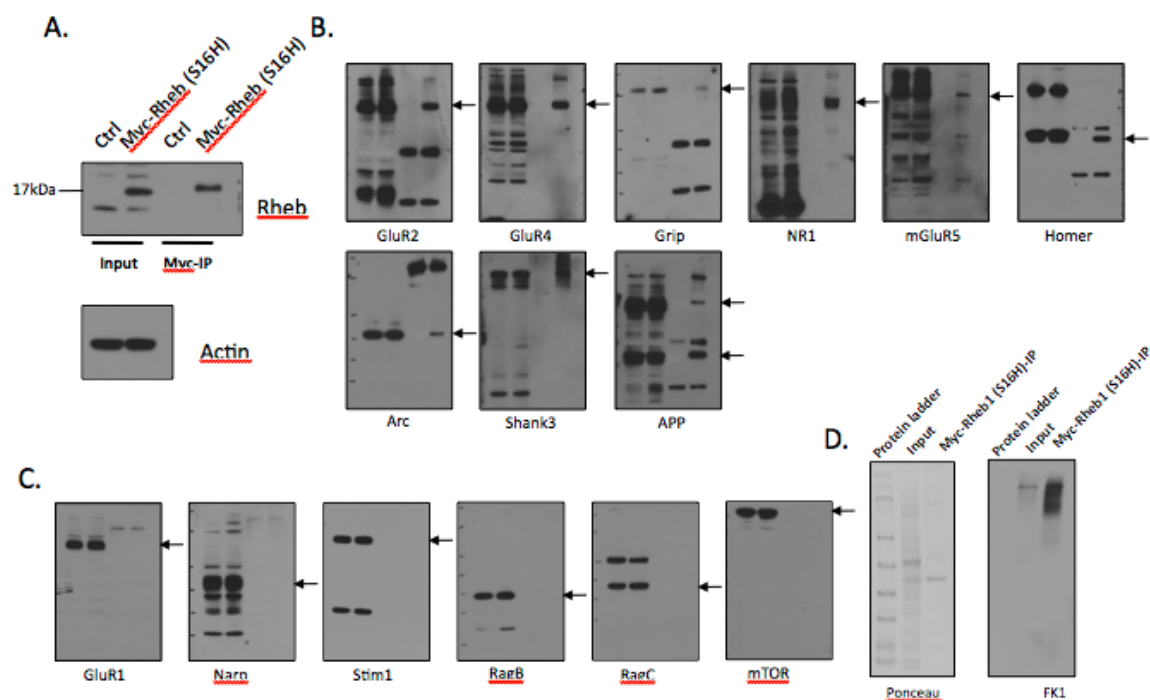 A.
Ctrl
Myc-Rheb (S16H)
Ctrl
Myc-Rheb (S16H)
17kDa
Rheb
Input
Myc-IP
Actin
B.
GluR2
GluR4
Grip
NR1
mGluR5
Homer
Arc
Shank3
APP
C.
GluR1
Narp
Stim1
RagB
RagC
mTOR
D.
Protein ladder
Input
Myc-Rheb1 (S16H)-IP
Protein ladder
Input
Myc-Rheb1 (S16H)-IP
Ponceau
FK1